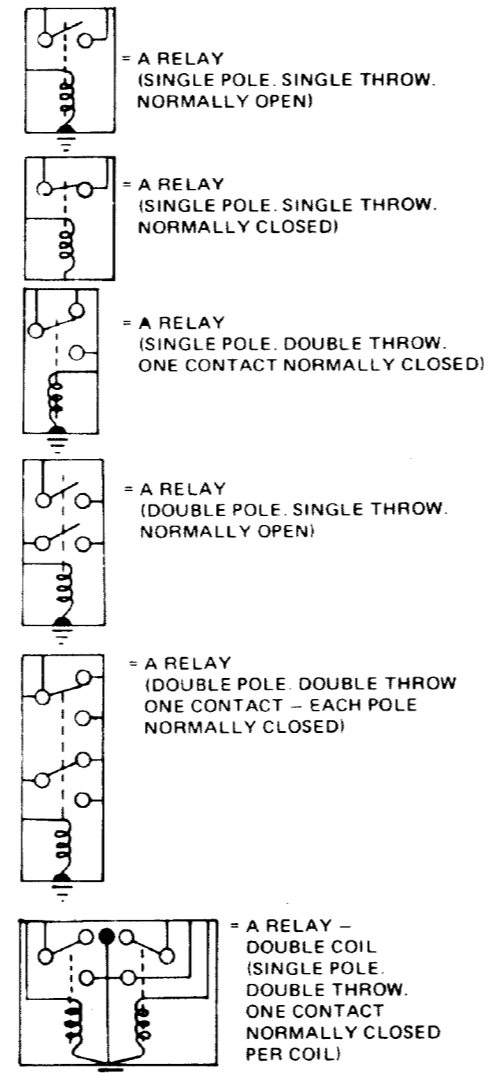 = A RELAY
(SINGLE POLE. SINGLE THROW.
NORMALLY OPEN)
= A RELAY
(SINGLE POLE. SINGLE THROW.
NORMALLY CLOSED)
= A RELAY
(SINGLE POLE. DOUBLE THROW.
ONE CONTACT NORMALLY CLOSED)
= A RELAY
(DOUBLE POLE. SINGLE THROW.
NORMALLY OPEN)
= A RELAY
(DOUBLE POLE. DOUBLE THROW
ONE CONTACT – EACH POLE
NORMALLY CLOSED)
= A RELAY –
DOUBLE COIL
(SINGLE POLE.
DOUBLE THROW.
ONE CONTACT
NORMALLY CLOSED
PER COIL)